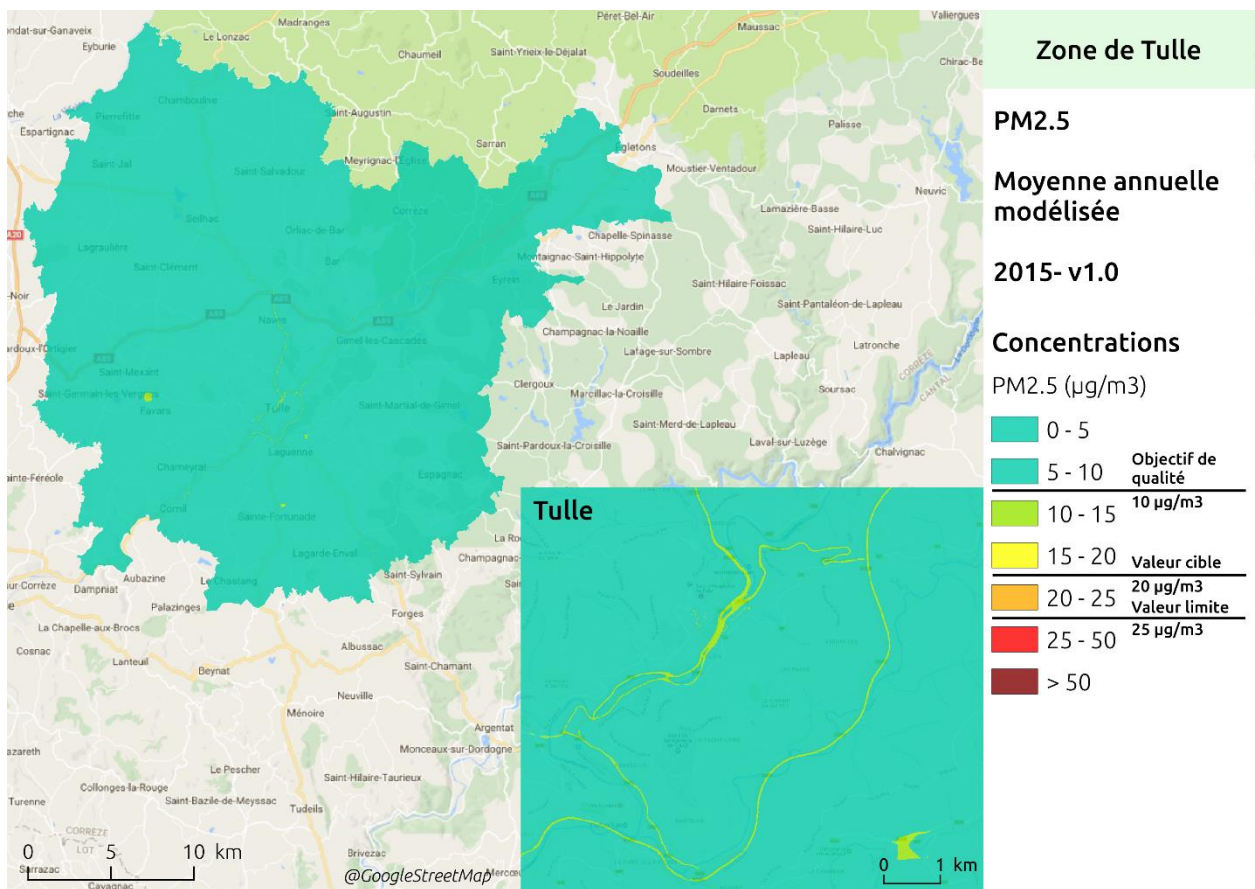 Zone de Tulle
PM2.5
Moyenne annuelle
modélisée
2015- v1.0
Concentrations
PM2.5 (µg/m3)
0 - 5
5 - 10
Objectif de
qualité
10 µg/m3
10 - 15
15 - 20
Valeur cible
20 µg/m3
20 - 25
Valeur limite
25 µg/m3
25 - 50
> 50
Madranges
Péret-Bel-Air
Valiergues
Maussac
Le Lonzac
Eyburie
Chaumeil
Saint-Yrieix-le-Déjalat
Soudeilles
Chamboulive
Pierrefitte
Saint-Augustin
Darnets
Palisse
Espartignac
Sarran
Égletons
Meyrignac-l'Église
Saint-Jal
Saint-Salvadour
Moustier-Ventadour
Neuvic
Corrèze
Lamazière-Basse
Seilhac
Orliac-de-Bar
Saint-Hilaire-Luc
A20
Chapelle-Spinasse
Lagraulière
Bar
Montaignac-Saint-Hippolyte
Saint-Clément
Eyrein
Saint-Hilaire-Foissac
Le Jardin
Saint-Pantaléon-de-Lapleau
A89
Naves
Champagnac-la-Noaille
Gimel-les-Cascades
Lafage-sur-Sombre
Latronche
Lapleau
CORRÈZE
CANTAL
Saint-Mexant
Clergoux
Soursac
Saint-Germain-les-Vergnes
Marcillac-la-Croisille
Favars
Tulle
Saint-Martial-de-Gimel
Saint-Merd-de-Lapleau
Saint-Pardoux-la-Croisille
Laval-sur-Luzège
Laguenne
Chalvignac
Chameyrat
Espagnac
Cornil
Sainte-Fortunade
Tulle
Lagarde-Enval
Aubazine
Le Chastang
Saint-Sylvain
Dampniat
Palazinges
Forges
La Chapelle-aux-Brocs
Albussac
Cosnac
Lanteuil
Beynat
Saint-Chamant
Neuville
Ménoire
Argentat
Monceaux-sur-Dordogne
Le Pescher
Saint-Hilaire-Taurieux
Collonges-la-Rouge
Turenne
Saint-Bazile-de-Meyssac
Tudeils
CORRÈZE
LOT
0 5 10 km
Brivezac
0 1 km
Sarrazac
@GoogleStreetMap
Cavagnac